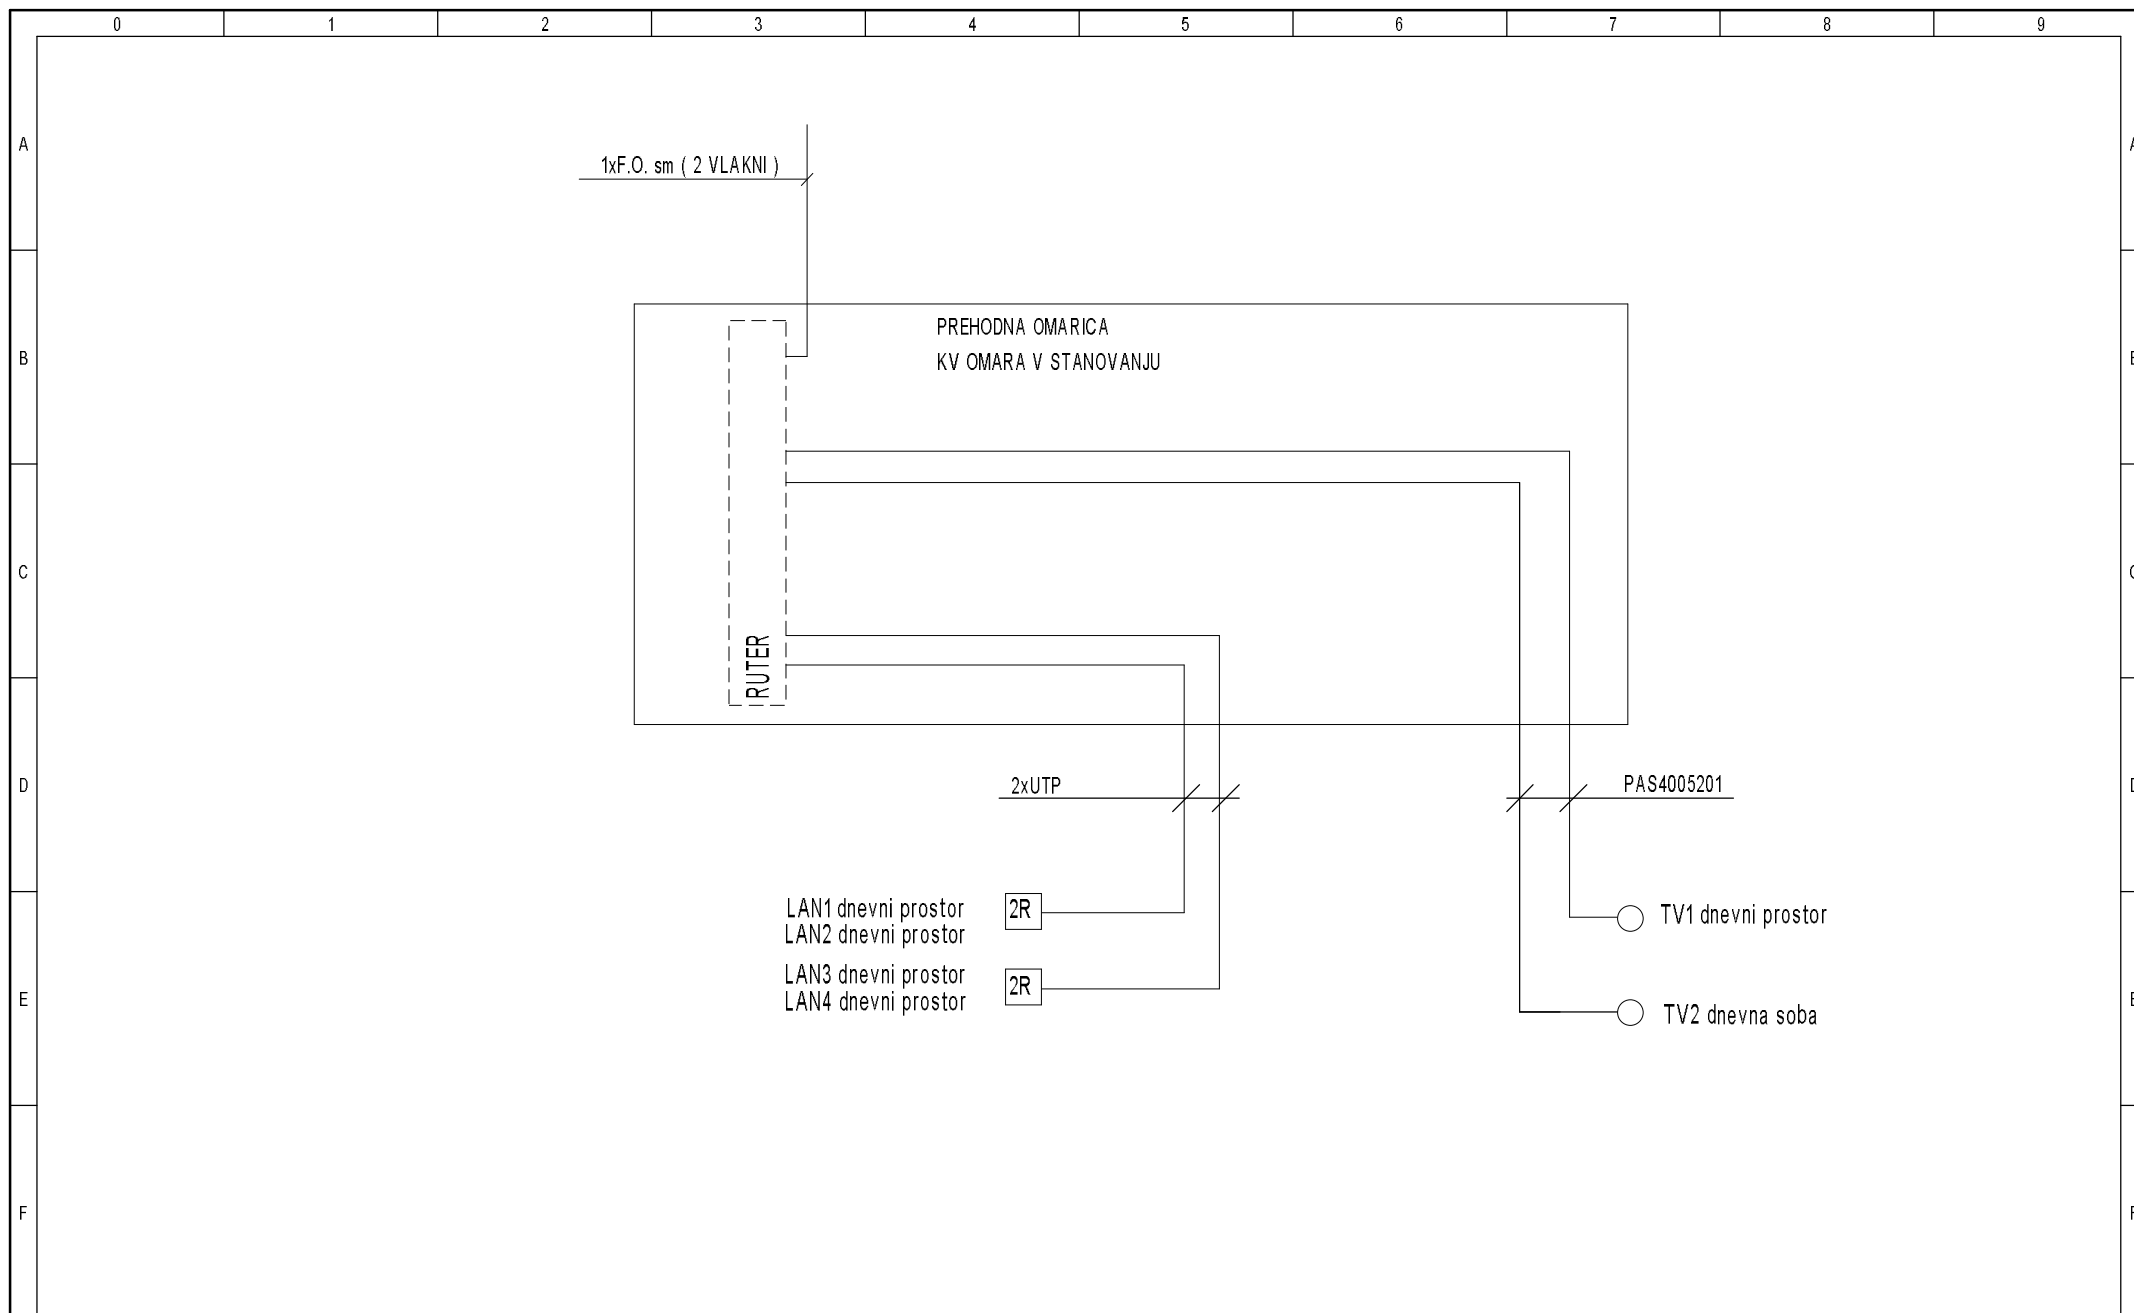 0 1 2 3 4 5 6 7 8 9
A
1xF.O. sm ( 2 VLAKNI )
PREHODNA OMARICA
B
KV OMARA V STANOVANJU
C
RUTER
D
2xUTP
PAS4005201
LAN1 dnevni prostor
2R
LAN2 dnevni prostor
TV1 dnevni prostor
LAN3 dnevni prostor
2R
E
LAN4 dnevni prostor
TV2 dnevna soba
F